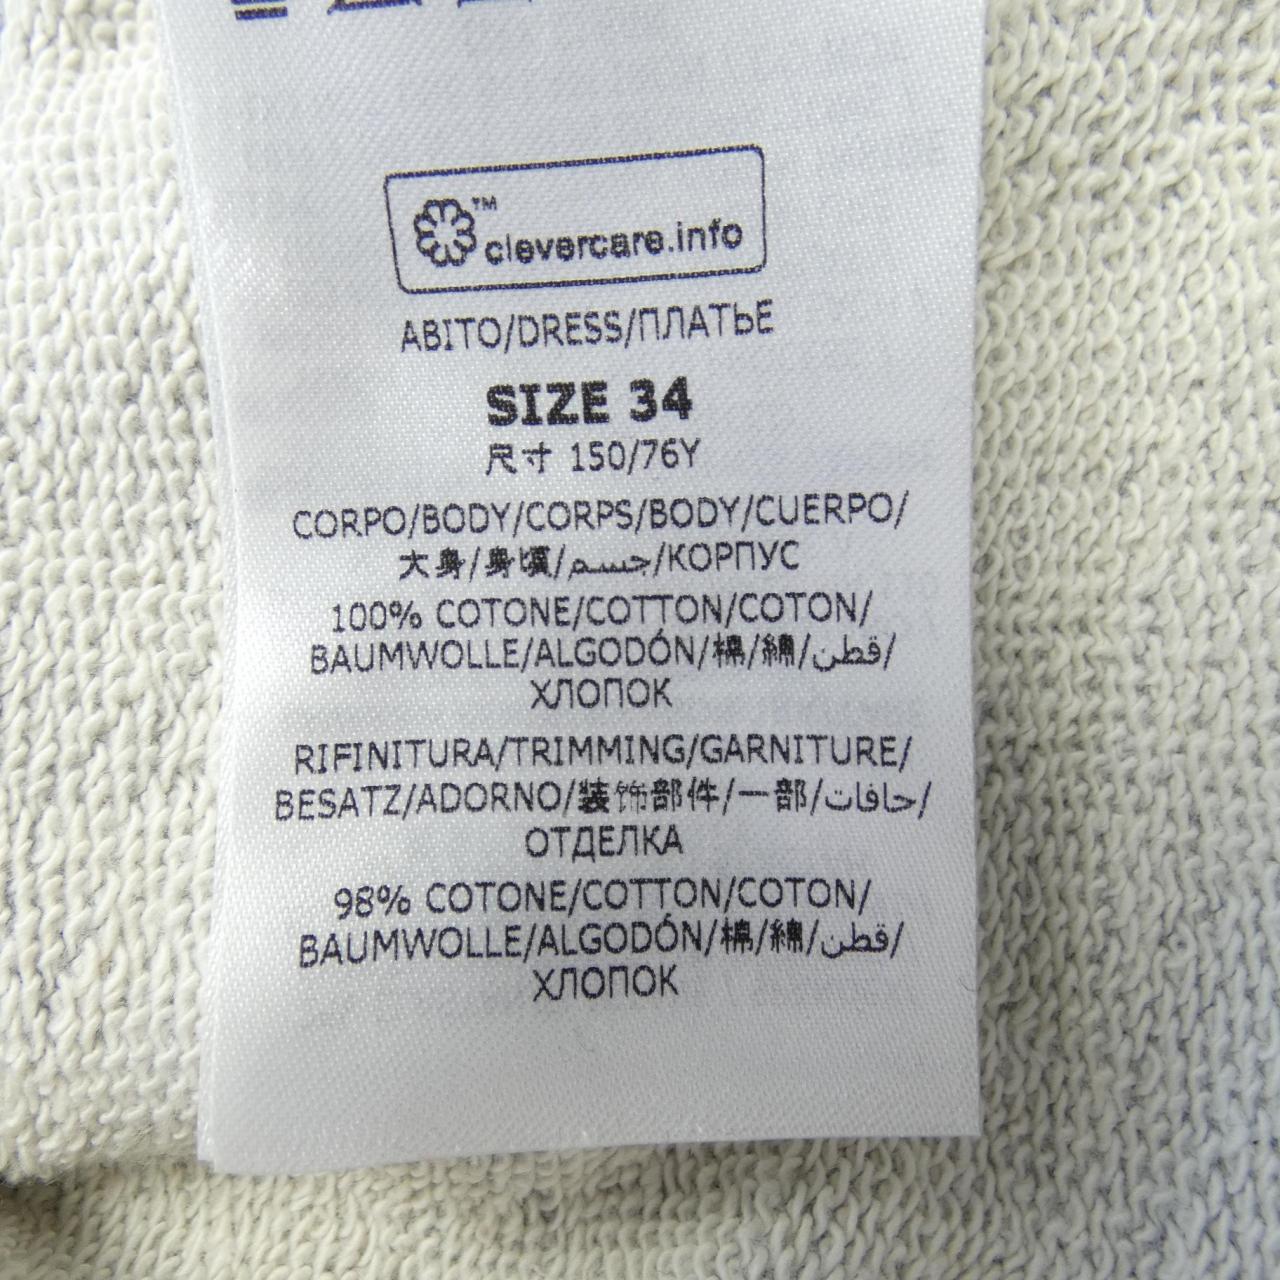 ™
clevercare.info
ABITO/DRESS/ПЛАТЬЕ
SIZE 34
尺寸 150/76Y
CORPO/BODY/CORPS/BODY/CUERPO/
大身/身頃/جسم/КОРПУС
100% COTONE/COTTON/COTON/
BAUMWOLLE/ALGODÓN/棉/綿/قطن/
ХЛОПОК
RIFINITURA/TRIMMING/GARNITURE/
BESATZ/ADORNO/装饰部件/一部/حافات/
ОТДЕЛКА
98% COTONE/COTTON/COTON/
BAUMWOLLE/ALGODÓN/棉/綿/قطن/
ХЛОПОК